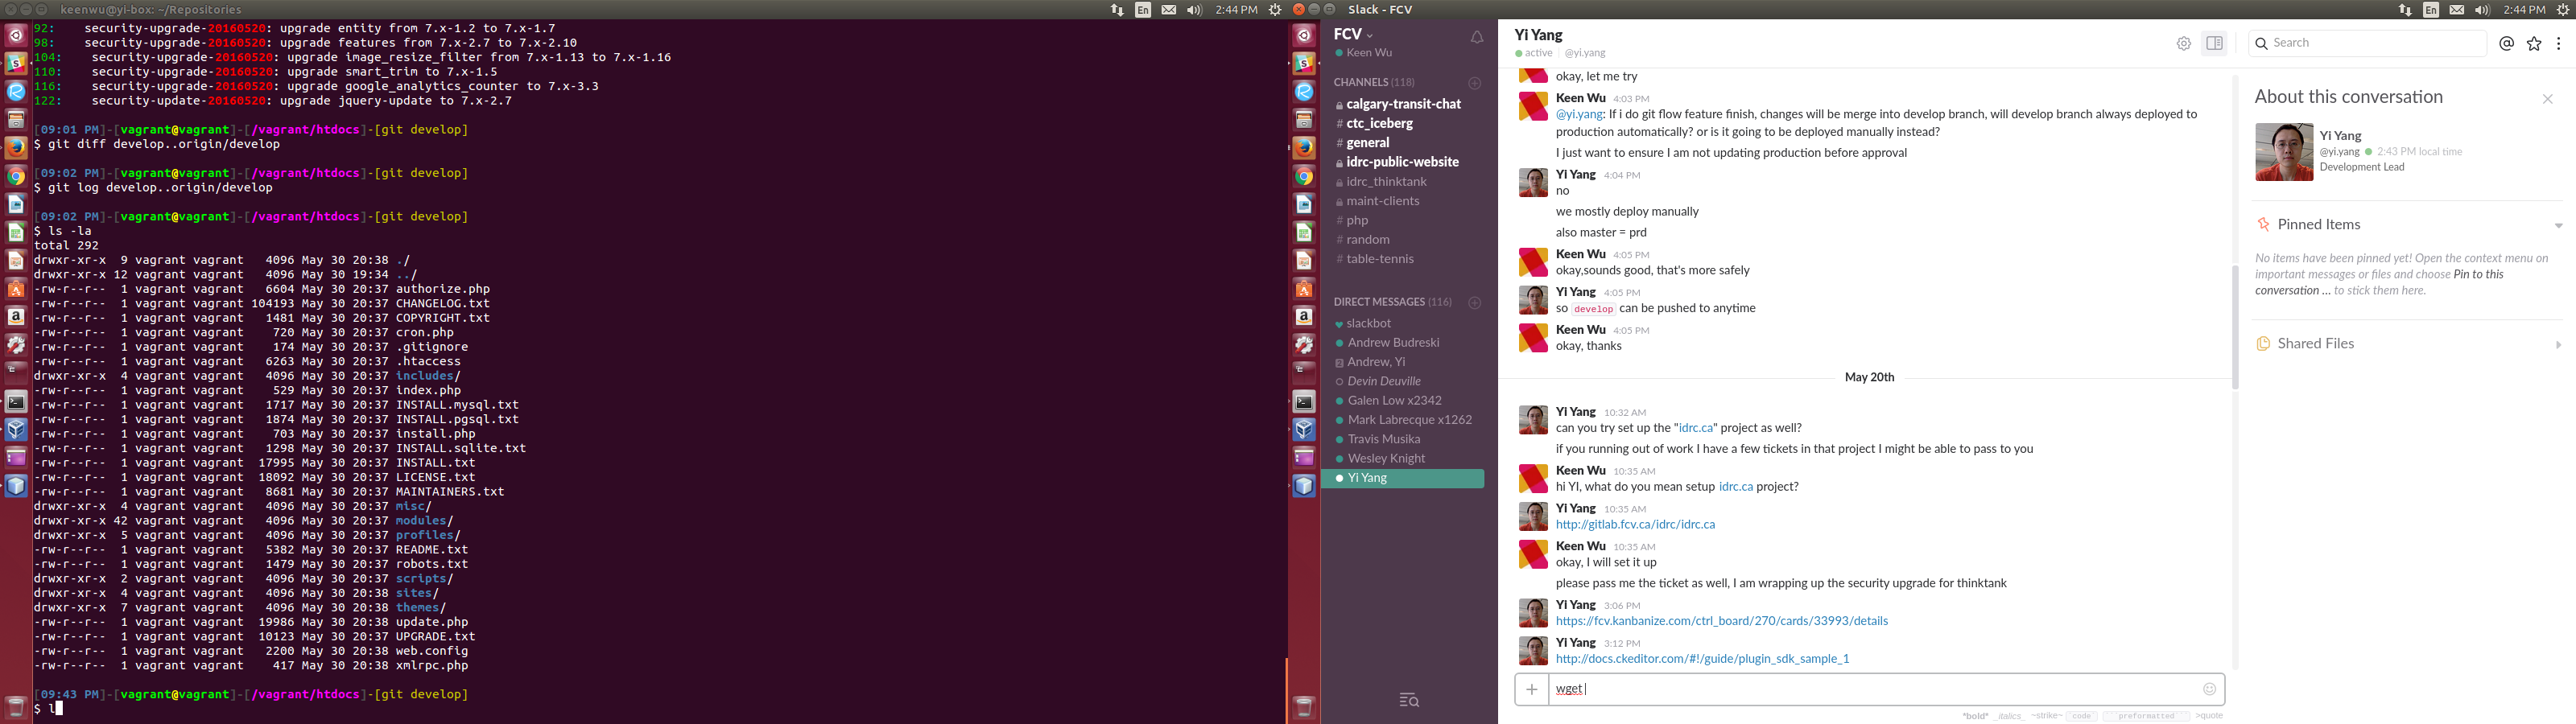 keenwu@yi-box: ~/Repositories
En
2:44 PM
92:    security-upgrade-20160520: upgrade entity from 7.x-1.2 to 7.x-1.7
98:    security-upgrade-20160520: upgrade features from 7.x-2.7 to 7.x-2.10
104:    security-upgrade-20160520: upgrade image_resize_filter from 7.x-1.13 to 7.x-1.16
110:    security-upgrade-20160520: upgrade smart_trim to 7.x-1.5
116:    security-upgrade-20160520: upgrade google_analytics_counter to 7.x-3.3
122:    security-update-20160520: upgrade jquery-update to 7.x-2.7
[09:01 PM]-[vagrant@vagrant]-[/vagrant/htdocs]-[git develop]
$ git diff develop..origin/develop
[09:02 PM]-[vagrant@vagrant]-[/vagrant/htdocs]-[git develop]
$ git log develop..origin/develop
[09:02 PM]-[vagrant@vagrant]-[/vagrant/htdocs]-[git develop]
$ ls -la
total 292
drwxr-xr-x  9 vagrant vagrant   4096 May 30 20:38 ./
drwxr-xr-x 12 vagrant vagrant   4096 May 30 19:34 ../
-rw-r--r--  1 vagrant vagrant   6604 May 30 20:37 authorize.php
-rw-r--r--  1 vagrant vagrant 104193 May 30 20:37 CHANGELOG.txt
-rw-r--r--  1 vagrant vagrant   1481 May 30 20:37 COPYRIGHT.txt
-rw-r--r--  1 vagrant vagrant    720 May 30 20:37 cron.php
-rw-r--r--  1 vagrant vagrant    174 May 30 20:37 .gitignore
-rw-r--r--  1 vagrant vagrant   6263 May 30 20:37 .htaccess
drwxr-xr-x  4 vagrant vagrant   4096 May 30 20:37 includes/
-rw-r--r--  1 vagrant vagrant    529 May 30 20:37 index.php
-rw-r--r--  1 vagrant vagrant   1717 May 30 20:37 INSTALL.mysql.txt
-rw-r--r--  1 vagrant vagrant   1874 May 30 20:37 INSTALL.pgsql.txt
-rw-r--r--  1 vagrant vagrant    703 May 30 20:37 install.php
-rw-r--r--  1 vagrant vagrant   1298 May 30 20:37 INSTALL.sqlite.txt
-rw-r--r--  1 vagrant vagrant  17995 May 30 20:37 INSTALL.txt
-rw-r--r--  1 vagrant vagrant  18092 May 30 20:37 LICENSE.txt
-rw-r--r--  1 vagrant vagrant   8681 May 30 20:37 MAINTAINERS.txt
drwxr-xr-x  4 vagrant vagrant   4096 May 30 20:37 misc/
drwxr-xr-x 42 vagrant vagrant   4096 May 30 20:37 modules/
drwxr-xr-x  5 vagrant vagrant   4096 May 30 20:37 profiles/
-rw-r--r--  1 vagrant vagrant   5382 May 30 20:37 README.txt
-rw-r--r--  1 vagrant vagrant   1479 May 30 20:37 robots.txt
drwxr-xr-x  2 vagrant vagrant   4096 May 30 20:37 scripts/
drwxr-xr-x  4 vagrant vagrant   4096 May 30 20:38 sites/
drwxr-xr-x  7 vagrant vagrant   4096 May 30 20:38 themes/
-rw-r--r--  1 vagrant vagrant  19986 May 30 20:38 update.php
-rw-r--r--  1 vagrant vagrant  10123 May 30 20:37 UPGRADE.txt
-rw-r--r--  1 vagrant vagrant   2200 May 30 20:38 web.config
-rw-r--r--  1 vagrant vagrant    417 May 30 20:38 xmlrpc.php
[09:43 PM]-[vagrant@vagrant]-[/vagrant/htdocs]-[git develop]
$ l
Slack - FCV
En
2:44 PM
FCV
Keen Wu
CHANNELS (118)
calgary-transit-chat
# ctc_iceberg
# general
idrc-public-website
idrc_thinktank
maint-clients
# php
# random
# table-tennis
DIRECT MESSAGES (116)
slackbot
Andrew Budreski
2 Andrew, Yi
Devin Deuville
Galen Low x2342
Mark Labrecque x1262
Travis Musika
Wesley Knight
Yi Yang
Yi Yang
active | @yi.yang
Search
okay, let me try
Keen Wu 4:03 PM
@yi.yang: If i do git flow feature finish, changes will be merge into develop branch, will develop branch always deployed to
production automatically? or is it going to be deployed manually instead?
I just want to ensure I am not updating production before approval
Yi Yang 4:04 PM
no
we mostly deploy manually
also master = prd
Keen Wu 4:05 PM
okay,sounds good, that's more safely
Yi Yang 4:05 PM
so develop can be pushed to anytime
Keen Wu 4:05 PM
okay, thanks
May 20th
Yi Yang 10:32 AM
can you try set up the "idrc.ca" project as well?
if you running out of work I have a few tickets in that project I might be able to pass to you
Keen Wu 10:35 AM
hi YI, what do you mean setup idrc.ca project?
Yi Yang 10:35 AM
http://gitlab.fcv.ca/idrc/idrc.ca
Keen Wu 10:35 AM
okay, I will set it up
please pass me the ticket as well, I am wrapping up the security upgrade for thinktank
Yi Yang 3:06 PM
https://fcv.kanbanize.com/ctrl_board/270/cards/33993/details
Yi Yang 3:12 PM
http://docs.ckeditor.com/#!/guide/plugin_sdk_sample_1
wget
*bold* _italics_ ~strike~ `code` ```preformatted``` >quote
About this conversation
Yi Yang
@yi.yang 2:43 PM local time
Development Lead
Pinned Items
No items have been pinned yet! Open the context menu on
important messages or files and choose Pin to this
conversation ... to stick them here.
Shared Files